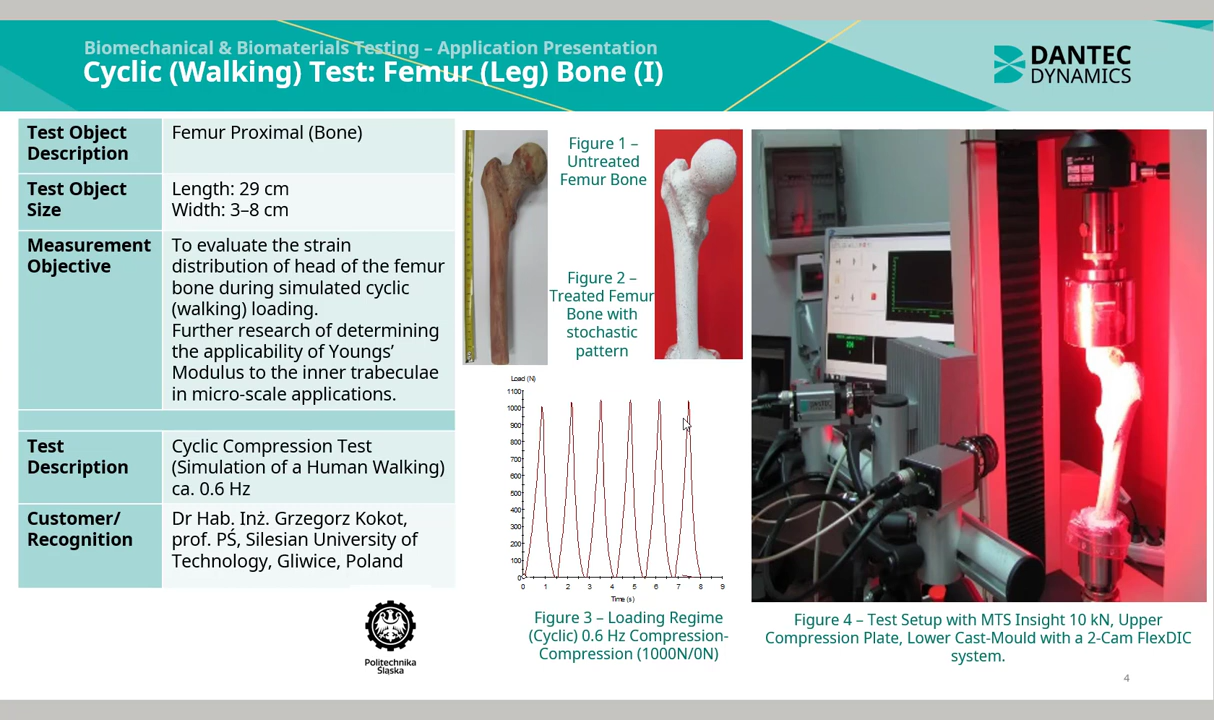 Biomechanical & Biomaterials Testing – Application Presentation
Cyclic (Walking) Test: Femur (Leg) Bone (I)
DANTEC
DYNAMICS
Test Object
Description
Femur Proximal (Bone)
Test Object
Size
Length: 29 cm
Width: 3–8 cm
Measurement
Objective
To evaluate the strain
distribution of head of the femur
bone during simulated cyclic
(walking) loading.
Further research of determining
the applicability of Youngs’
Modulus to the inner trabeculae
in micro-scale applications.
Test
Description
Cyclic Compression Test
(Simulation of a Human Walking)
ca. 0.6 Hz
Customer/
Recognition
Dr Hab. Inż. Grzegorz Kokot,
prof. PŚ, Silesian University of
Technology, Gliwice, Poland
Politechnika
Śląska
Figure 1 –
Untreated
Femur Bone
Figure 2 –
Treated Femur
Bone with
stochastic
pattern
Load (N)
1100
1000
900
800
700
600
500
400
300
200
100
0
0 1 2 3 4 5 6 7 8 9
Time (s)
Figure 3 – Loading Regime
(Cyclic) 0.6 Hz Compression-
Compression (1000N/0N)
DANTEC
Figure 4 – Test Setup with MTS Insight 10 kN, Upper
Compression Plate, Lower Cast-Mould with a 2-Cam FlexDIC
system.
4